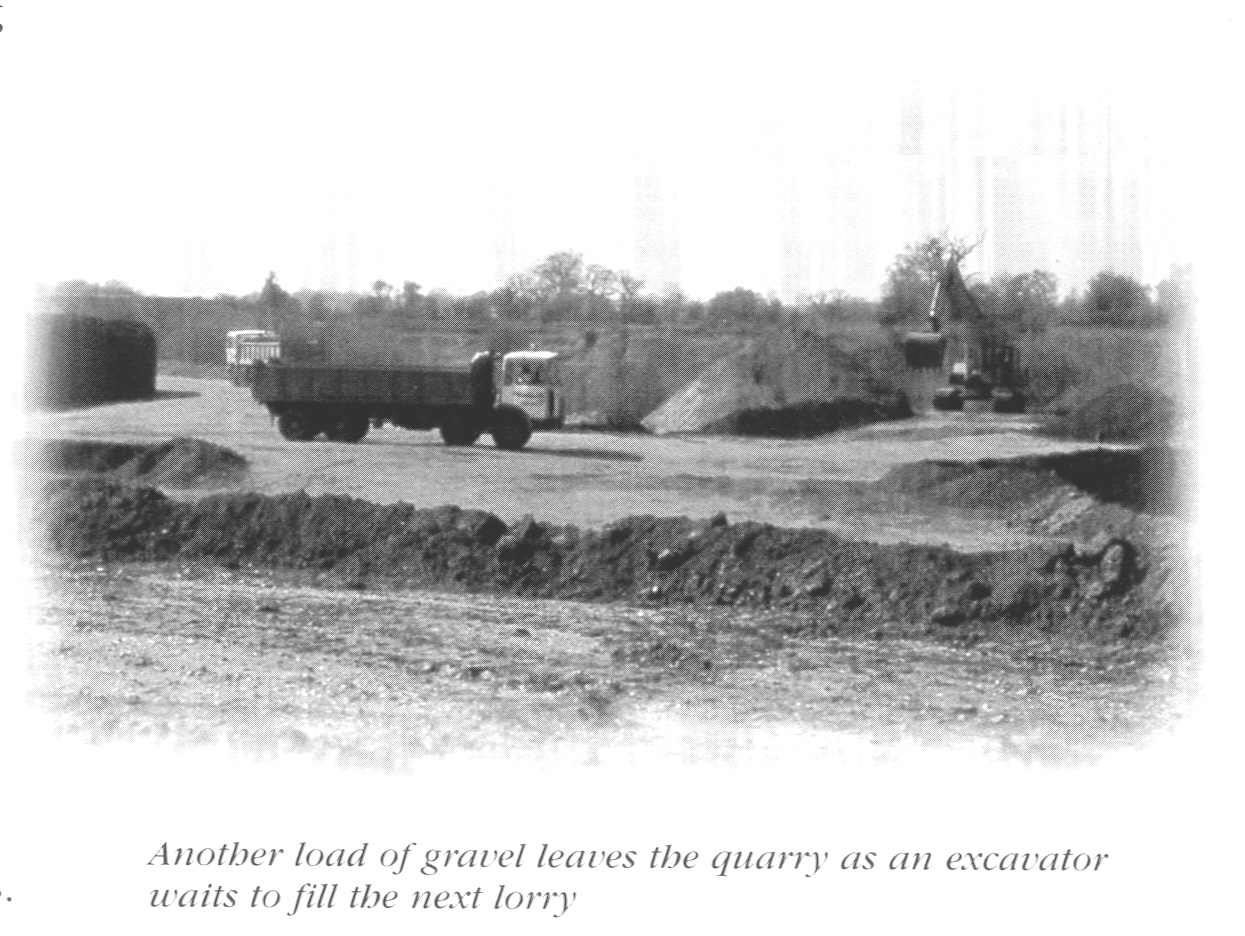 Another load of gravel leaves the quarry as an excavator
waits to fill the next lorry